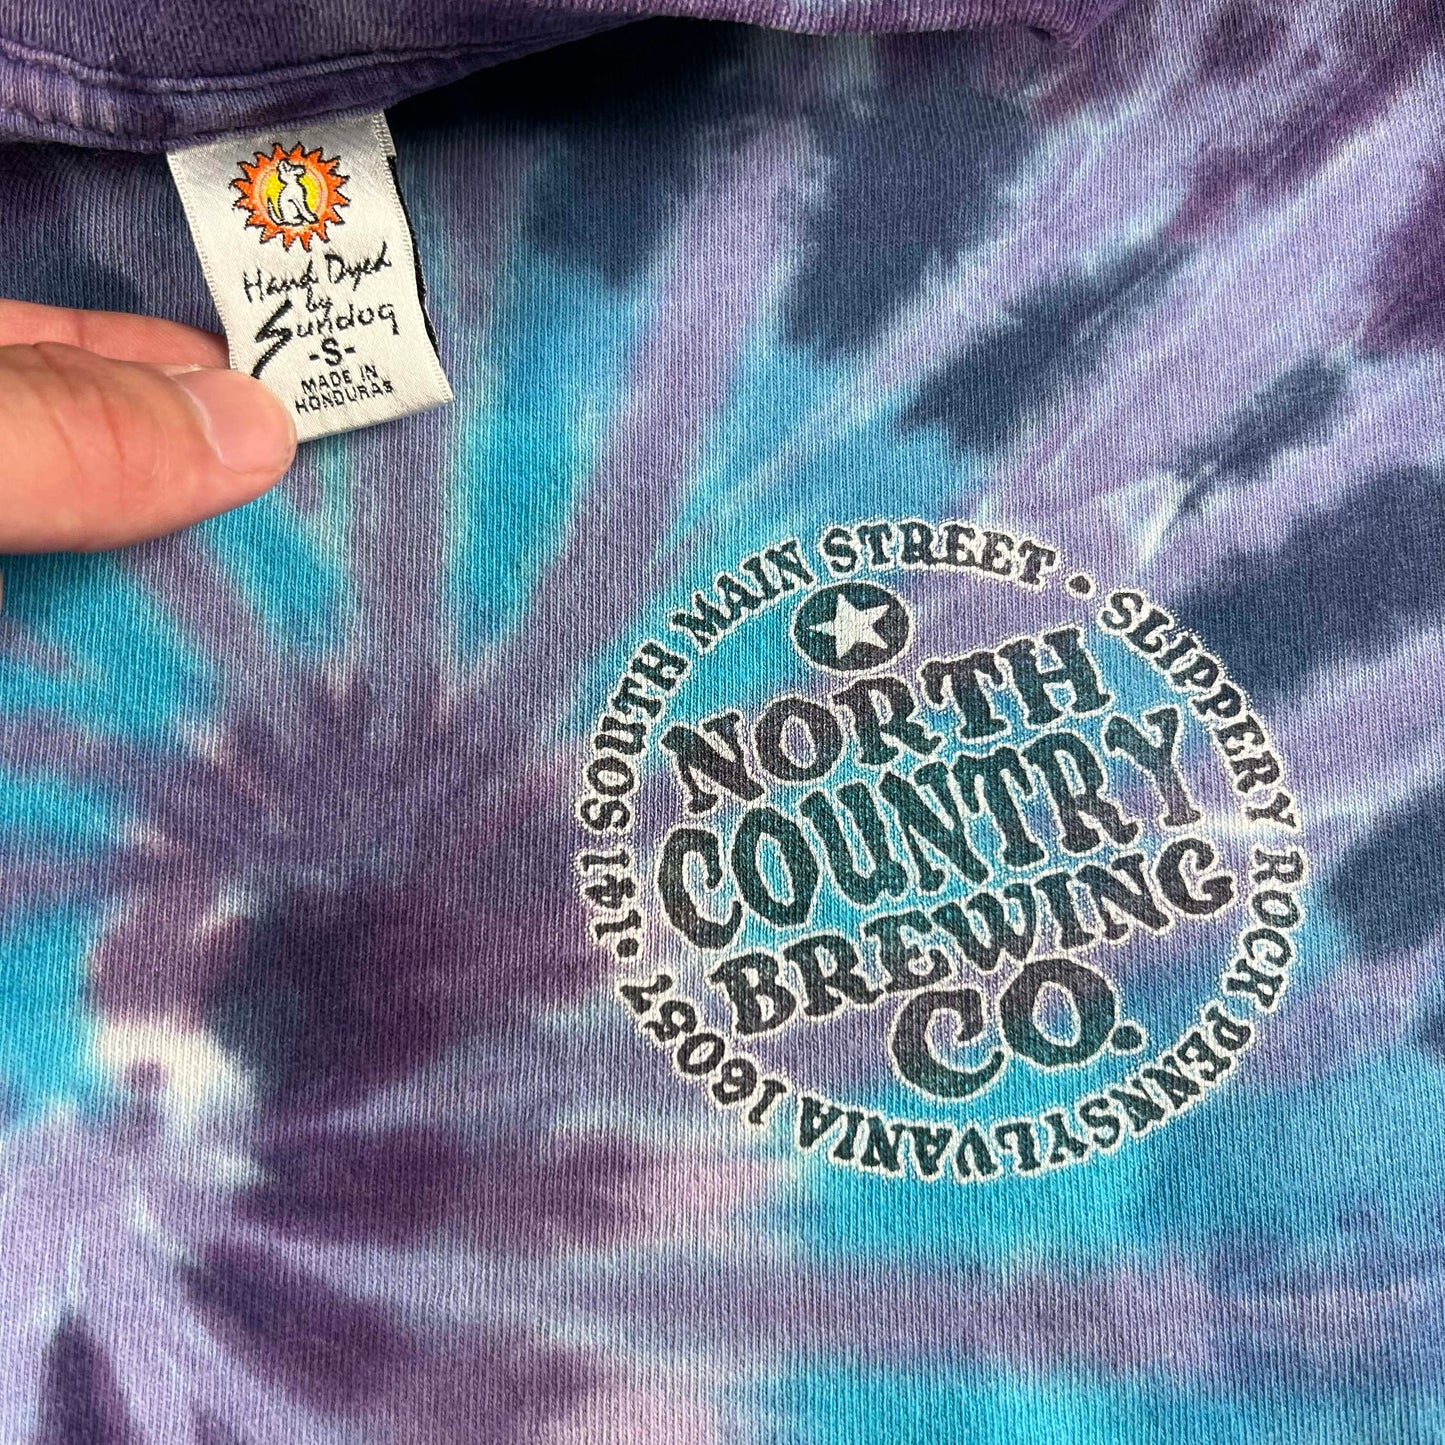 Hand Dyed
by
Sundog
-S-
MADE IN
HONDURAS
141 SOUTH MAIN STREET • SLIPPERY ROCK PENNSYLVANIA 16057 •
NORTH
COUNTRY
BREWING
CO.